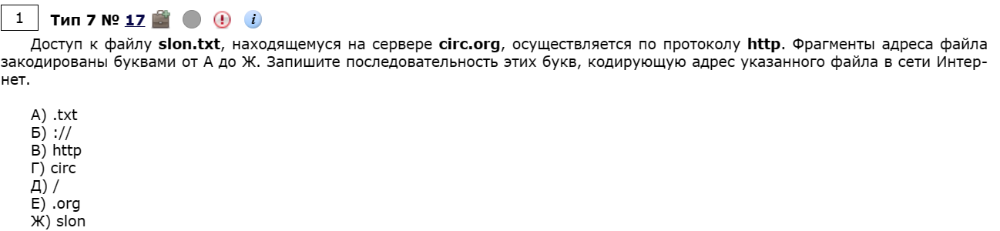 1 Тип 7 № 17 i
Доступ к файлу slon.txt, находящемуся на сервере circ.org, осуществляется по протоколу http. Фрагменты адреса файла
закодированы буквами от А до Ж. Запишите последовательность этих букв, кодирующую адрес указанного файла в сети Интер-
нет.
А) .txt
Б) ://
В) http
Г) circ
Д) /
Е) .org
Ж) slon